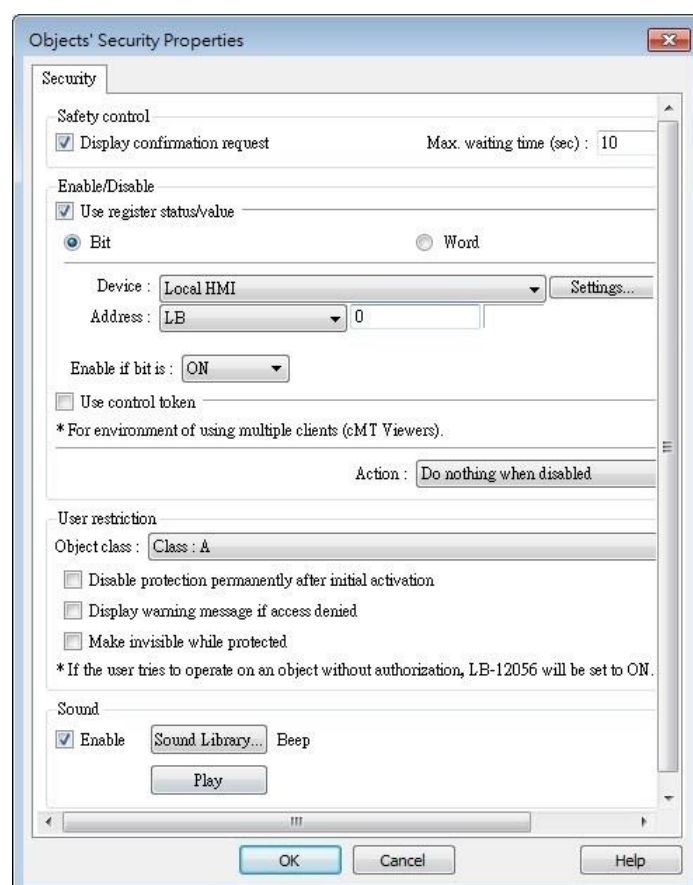 Objects' Security Properties
Security
Safety control
Display confirmation request Max. waiting time (sec) : 10
Enable/Disable
Use register status/value
Bit Word
Device : Local HMI Settings...
Address : LB 0
Enable if bit is : ON
Use control token
* For environment of using multiple clients (cMT Viewers).
Action : Do nothing when disabled
User restriction
Object class : Class : A
Disable protection permanently after initial activation
Display warning message if access denied
Make invisible while protected
* If the user tries to operate on an object without authorization, LB-12056 will be set to ON.
Sound
Enable Sound Library... Beep
Play
OK Cancel Help